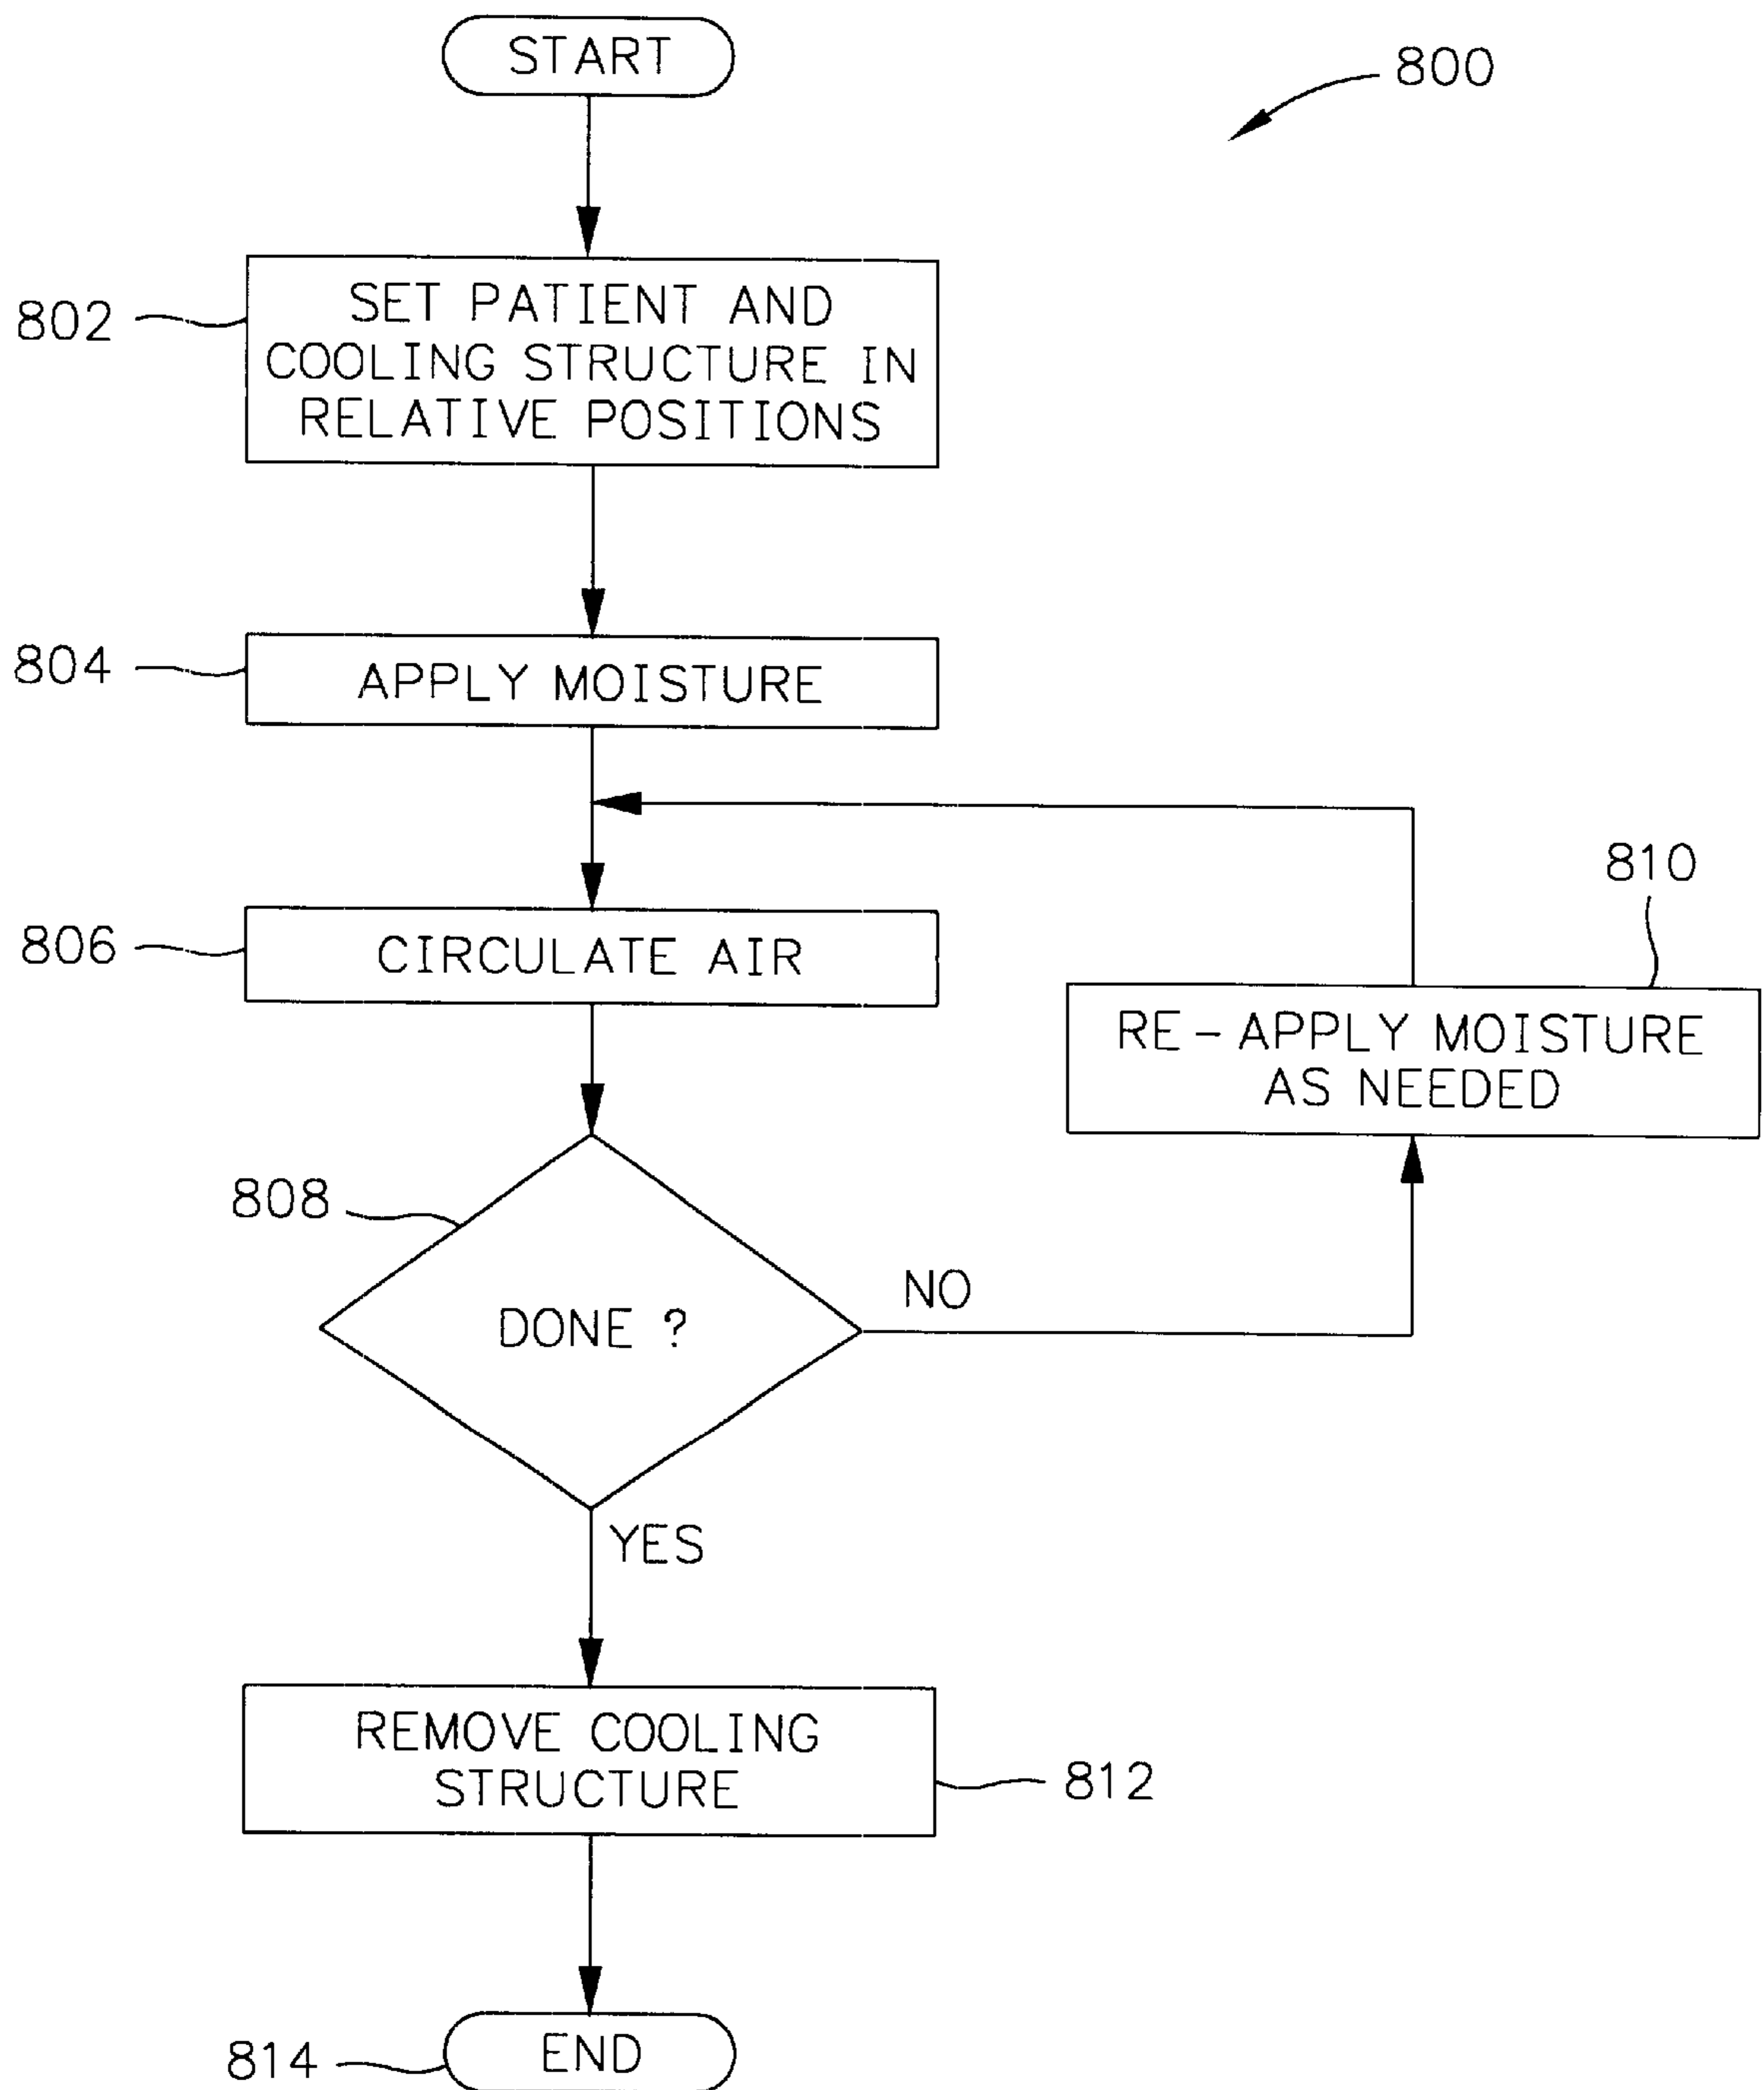 START
800
802
SET PATIENT AND
COOLING STRUCTURE IN
RELATIVE POSITIONS
804
APPLY MOISTURE
806
CIRCULATE AIR
810
RE-APPLY MOISTURE
AS NEEDED
808
DONE ?
NO
YES
REMOVE COOLING
STRUCTURE
812
814
END